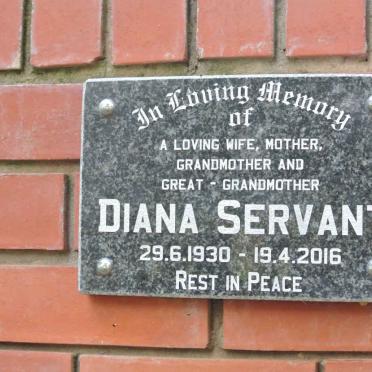 In Loving Memory
of
A LOVING WIFE, MOTHER,
GRANDMOTHER AND
GREAT - GRANDMOTHER
DIANA SERVANT
29.6.1930 - 19.4.2016
REST IN PEACE